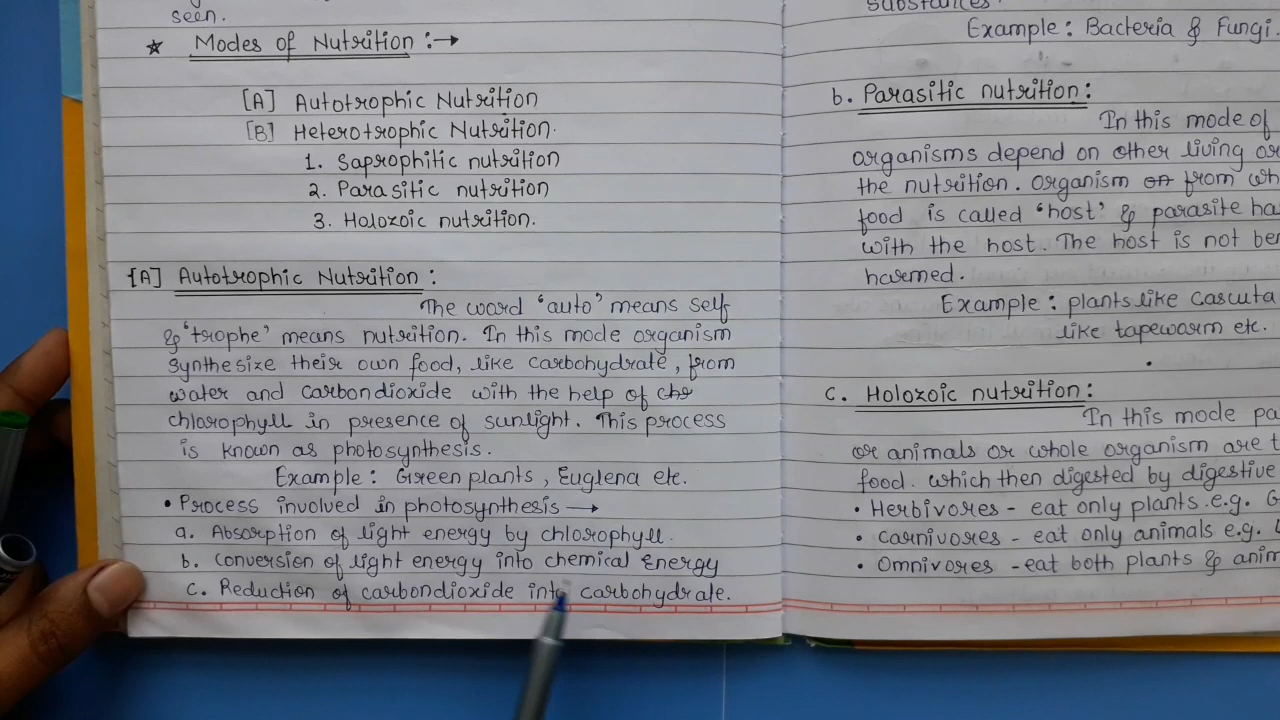 seen.
★ Modes of Nutrition :→
[A] Autotrophic Nutrition
[B] Heterotrophic Nutrition.
1. Saprophitic nutrition
2. Parasitic nutrition
3. Holozoic nutrition.
[A] Autotrophic Nutrition :
The word ‘auto’ means self
& ‘trophe’ means nutrition. In this mode organism
synthesize their own food, like carbohydrate, from
water and carbondioxide with the help of
chlorophyll in presence of sunlight. This process
is known as photosynthesis.
Example : Green plants, Euglena etc.
• Process involved in photosynthesis →
a. Absorption of light energy by chlorophyll.
b. Conversion of light energy into chemical Energy
c. Reduction of carbondioxide into carbohydrate.
substances.
Example : Bacteria & Fungi.
b. Parasitic nutrition :
In this mode of
organisms depend on other living
the nutrition. Organism from
food is called ‘host’ & parasite
with the host. The host is not
harmed.
Example : plants like Cascuta
like tapeworm etc.
c. Holozoic nutrition :
In this mode
or animals or whole organism are
food. which then digested by digestive
• Herbivores - eat only plants e.g.
• Carnivores - eat only animals e.g.
• Omnivores - eat both plants &